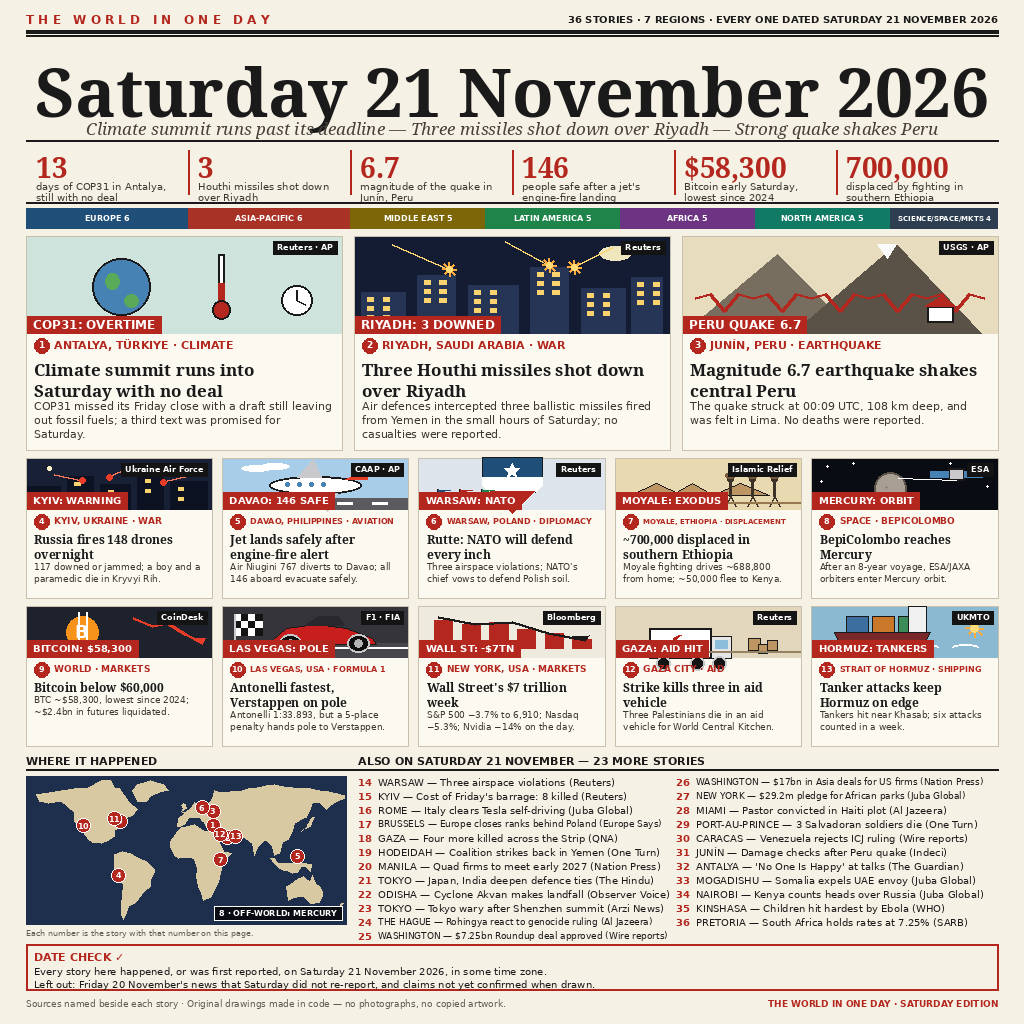 THE WORLD IN ONE DAY
36 STORIES · 7 REGIONS · EVERY ONE DATED SATURDAY 21 NOVEMBER 2026
Saturday 21 November 2026
Climate summit runs past its deadline — Three missiles shot down over Riyadh — Strong quake shakes Peru
13
days of COP31 in Antalya,
still with no deal
3
Houthi missiles shot down
over Riyadh
6.7
magnitude of the quake in
Junín, Peru
146
people safe after a jet's
engine-fire landing
$58,300
Bitcoin early Saturday,
lowest since 2024
700,000
displaced by fighting in
southern Ethiopia
EUROPE 6
ASIA-PACIFIC 6
MIDDLE EAST 5
LATIN AMERICA 5
AFRICA 5
NORTH AMERICA 5
SCIENCE/SPACE/MKTS 4
Reuters · AP
COP31: OVERTIME
1 ANTALYA, TÜRKIYE · CLIMATE
Climate summit runs into
Saturday with no deal
COP31 missed its Friday close with a draft still leaving
out fossil fuels; a third text was promised for
Saturday.
Reuters
RIYADH: 3 DOWNED
2 RIYADH, SAUDI ARABIA · WAR
Three Houthi missiles shot down
over Riyadh
Air defences intercepted three ballistic missiles fired
from Yemen in the small hours of Saturday; no
casualties were reported.
USGS · AP
PERU QUAKE 6.7
3 JUNÍN, PERU · EARTHQUAKE
Magnitude 6.7 earthquake shakes
central Peru
The quake struck at 00:09 UTC, 108 km deep, and
was felt in Lima. No deaths were reported.
Ukraine Air Force
KYIV: WARNING
4 KYIV, UKRAINE · WAR
Russia fires 148 drones
overnight
117 downed or jammed; a boy and a
paramedic die in Kryvyi Rih.
CAAP · AP
DAVAO: 146 SAFE
5 DAVAO, PHILIPPINES · AVIATION
Jet lands safely after
engine-fire alert
Air Niugini 767 diverts to Davao; all
146 aboard evacuate safely.
Reuters
WARSAW: NATO
6 WARSAW, POLAND · DIPLOMACY
Rutte: NATO will defend
every inch
Three airspace violations; NATO's
chief vows to defend Polish soil.
Islamic Relief
MOYALE: EXODUS
7 MOYALE, ETHIOPIA · DISPLACEMENT
~700,000 displaced in
southern Ethiopia
Moyale fighting drives ~688,800
from home; ~50,000 flee to Kenya.
ESA
MERCURY: ORBIT
8 SPACE · BEPICOLOMBO
BepiColombo reaches
Mercury
After an 8-year voyage, ESA/JAXA
orbiters enter Mercury orbit.
CoinDesk
B
BITCOIN: $58,300
9 WORLD · MARKETS
Bitcoin below $60,000
BTC ~$58,300, lowest since 2024;
~$2.4bn in futures liquidated.
F1 · FIA
LAS VEGAS: POLE
10 LAS VEGAS, USA · FORMULA 1
Antonelli fastest,
Verstappen on pole
Antonelli 1:33.893, but a 5-place
penalty hands pole to Verstappen.
Bloomberg
WALL ST: -$7TN
11 NEW YORK, USA · MARKETS
Wall Street's $7 trillion
week
S&P 500 −3.7% to 6,910; Nasdaq
−5.3%; Nvidia −14% on the day.
Reuters
GAZA: AID HIT
12 GAZA CITY · AID
Strike kills three in aid
vehicle
Three Palestinians die in an aid
vehicle for World Central Kitchen.
UKMTO
HORMUZ: TANKERS
13 STRAIT OF HORMUZ · SHIPPING
Tanker attacks keep
Hormuz on edge
Tankers hit near Khasab; six attacks
counted in a week.
WHERE IT HAPPENED
10
11
6
3
1
12
13
7
5
4
8 · OFF-WORLD: MERCURY
Each number is the story with that number on this page.
ALSO ON SATURDAY 21 NOVEMBER — 23 MORE STORIES
14 WARSAW — Three airspace violations (Reuters)
15 KYIV — Cost of Friday's barrage: 8 killed (Reuters)
16 ROME — Italy clears Tesla self-driving (Juba Global)
17 BRUSSELS — Europe closes ranks behind Poland (Europe Says)
18 GAZA — Four more killed across the Strip (QNA)
19 HODEIDAH — Coalition strikes back in Yemen (One Turn)
20 MANILA — Quad firms to meet early 2027 (Nation Press)
21 TOKYO — Japan, India deepen defence ties (The Hindu)
22 ODISHA — Cyclone Akvan makes landfall (Observer Voice)
23 TOKYO — Tokyo wary after Shenzhen summit (Arzi News)
24 THE HAGUE — Rohingya react to genocide ruling (Al Jazeera)
25 WASHINGTON — $7.25bn Roundup deal approved (Wire reports)
26 WASHINGTON — $17bn in Asia deals for US firms (Nation Press)
27 NEW YORK — $29.2m pledge for African parks (Juba Global)
28 MIAMI — Pastor convicted in Haiti plot (Al Jazeera)
29 PORT-AU-PRINCE — 3 Salvadoran soldiers die (One Turn)
30 CARACAS — Venezuela rejects ICJ ruling (Wire reports)
31 JUNÍN — Damage checks after Peru quake (Indeci)
32 ANTALYA — 'No One Is Happy' at talks (The Guardian)
33 MOGADISHU — Somalia expels UAE envoy (Juba Global)
34 NAIROBI — Kenya counts heads over Russia (Juba Global)
35 KINSHASA — Children hit hardest by Ebola (WHO)
36 PRETORIA — South Africa holds rates at 7.25% (SARB)
DATE CHECK ✓
Every story here happened, or was first reported, on Saturday 21 November 2026, in some time zone.
Left out: Friday 20 November's news that Saturday did not re-report, and claims not yet confirmed when drawn.
Sources named beside each story · Original drawings made in code — no photographs, no copied artwork.
THE WORLD IN ONE DAY · SATURDAY EDITION